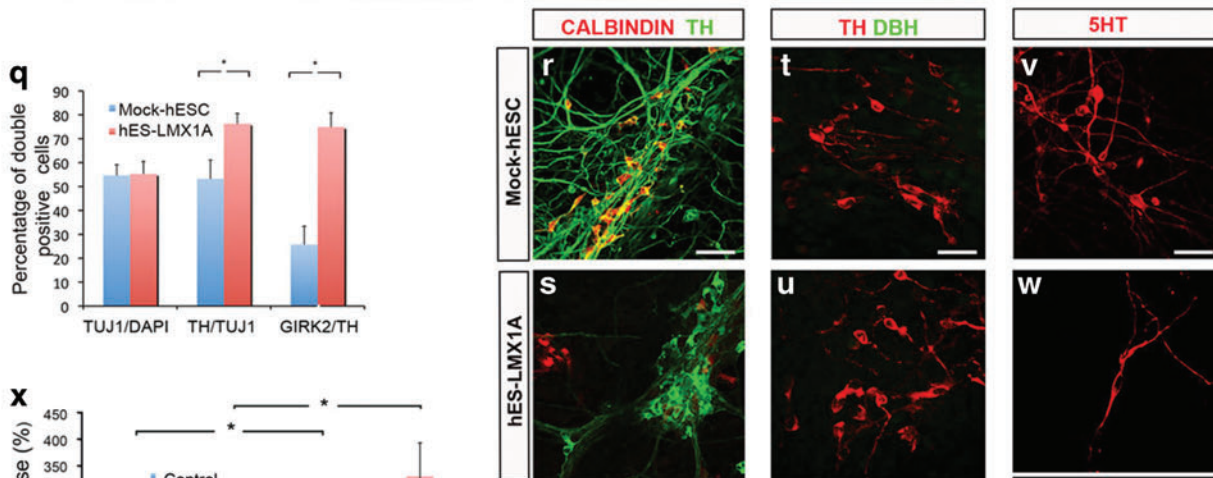 q
Percentatge of double
positive cells
90
80
70
60
50
40
30
20
10
0
Mock-hESC
hES-LMX1A
*
*
TUJ1/DAPI
TH/TUJ1
GIRK2/TH
CALBINDIN TH
TH DBH
5HT
Mock-hESC
r
t
v
hES-LMX1A
s
u
w
x
*
*
450
400
350
(%)
Control